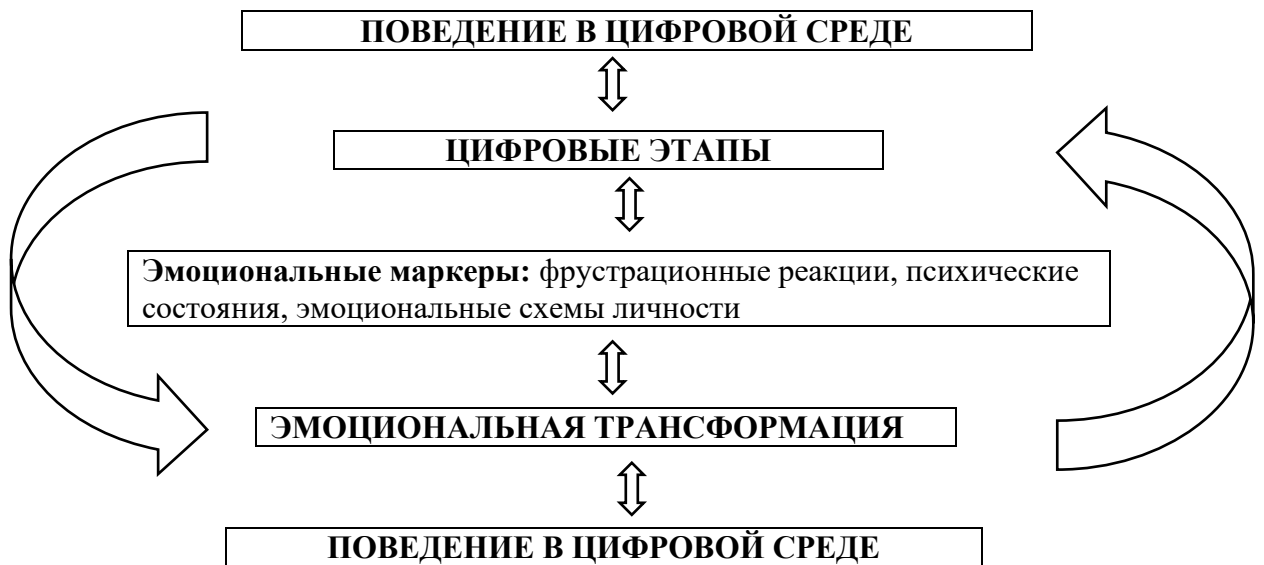 ПОВЕДЕНИЕ В ЦИФРОВОЙ СРЕДЕ
ЦИФРОВЫЕ ЭТАПЫ
Эмоциональные маркеры: фрустрационные реакции, психические
состояния, эмоциональные схемы личности
ЭМОЦИОНАЛЬНАЯ ТРАНСФОРМАЦИЯ
ПОВЕДЕНИЕ В ЦИФРОВОЙ СРЕДЕ